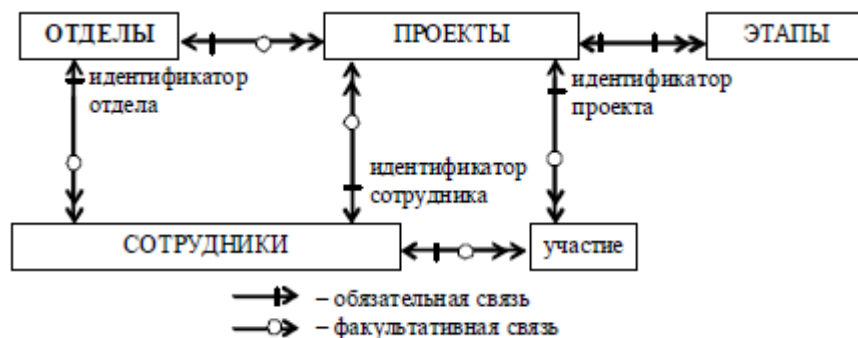 ОТДЕЛЫ
ПРОЕКТЫ
ЭТАПЫ
идентификатор
отдела
идентификатор
проекта
идентификатор
сотрудника
СОТРУДНИКИ
участие
– обязательная связь
– факультативная связь